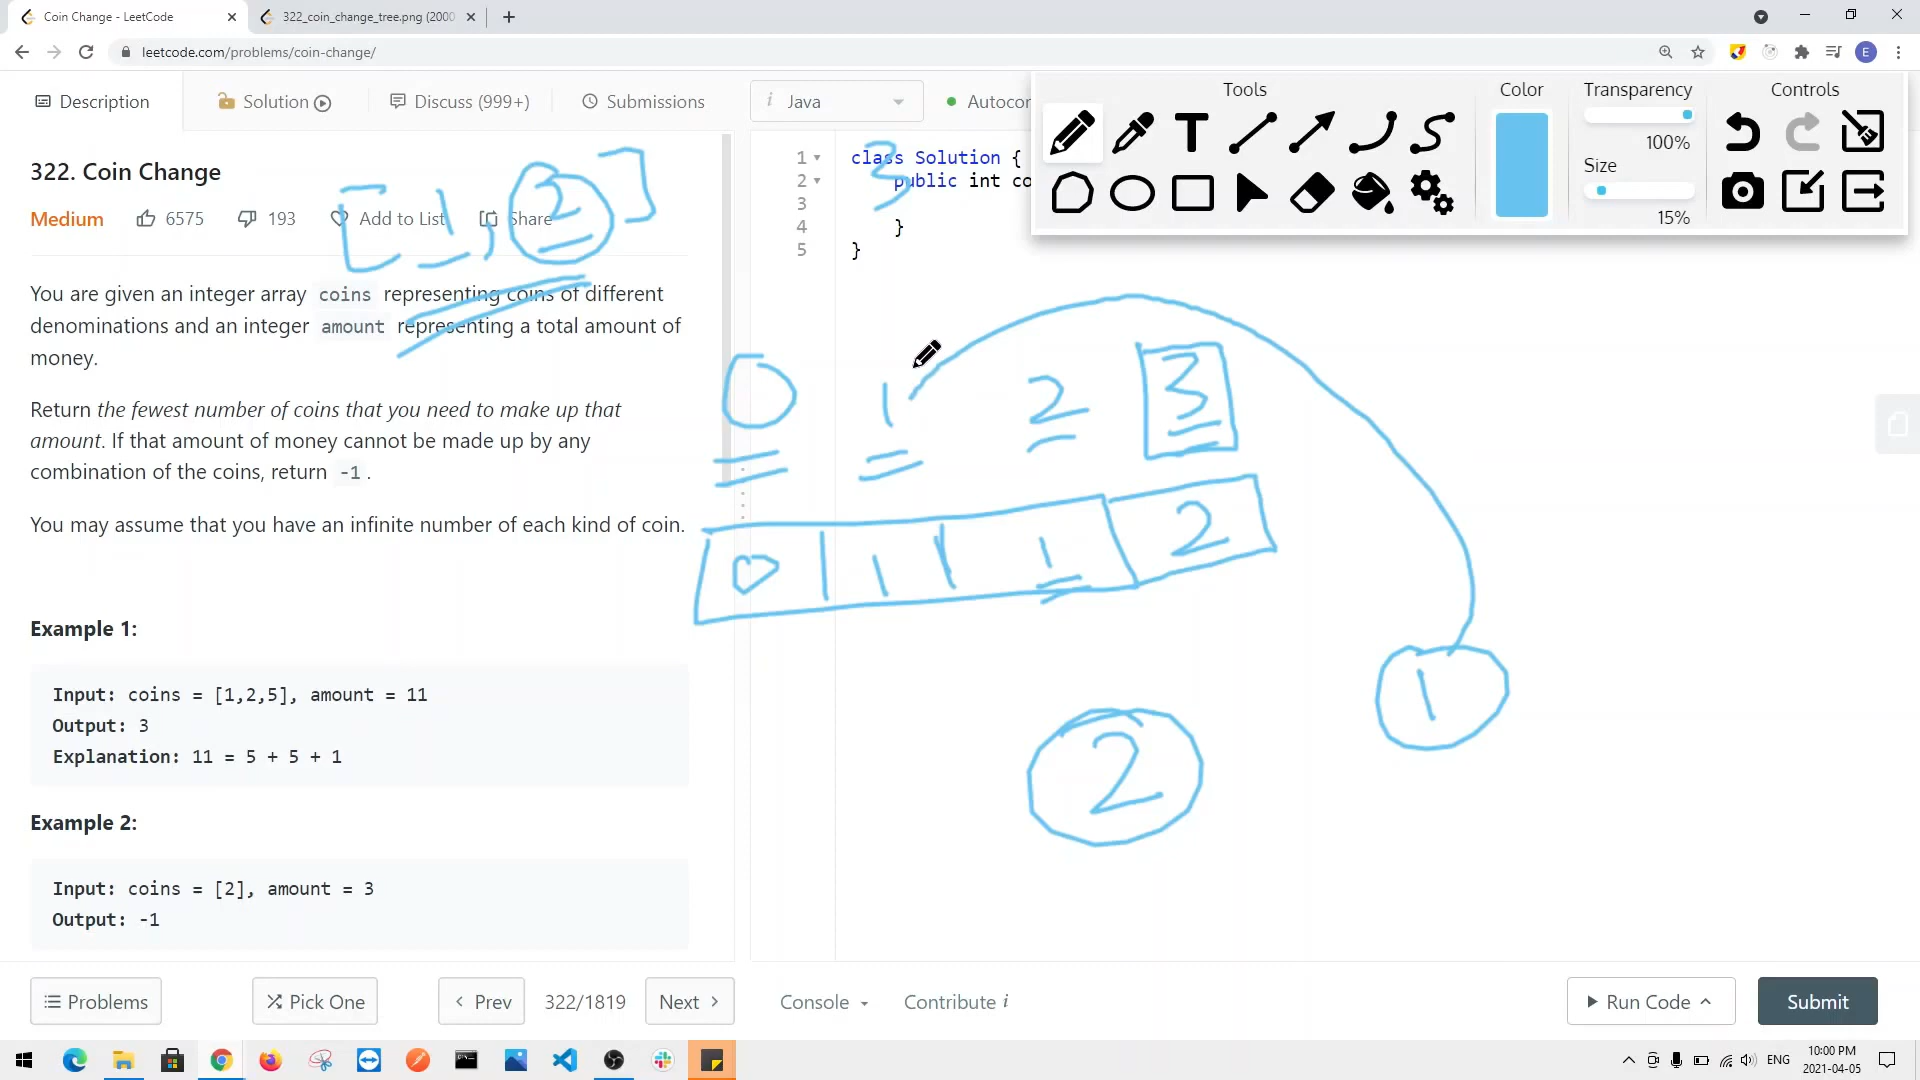 Coin Change - LeetCode
322_coin_change_tree.png (2000
leetcode.com/problems/coin-change/
E
Description
Solution
Discuss (999+)
Submissions
i Java
Autocom
Tools
Color
Transparency
Controls
100%
Size
15%
T
322. Coin Change
Medium
6575
193
Add to List
Share
[1, 2]
You are given an integer array coins representing coins of different
denominations and an integer amount representing a total amount of
money.
Return the fewest number of coins that you need to make up that
amount. If that amount of money cannot be made up by any
combination of the coins, return -1.
You may assume that you have an infinite number of each kind of coin.
Example 1:
Input: coins = [1,2,5], amount = 11
Output: 3
Explanation: 11 = 5 + 5 + 1
Example 2:
Input: coins = [2], amount = 3
Output: -1
1 class Solution {
2 public int co
3
4 }
5 }
3
0 1 2 3
0 1 1 2
1
2
Problems
Pick One
Prev
322/1819
Next
Console
Contribute i
Run Code
Submit
ENG
10:00 PM
2021-04-05